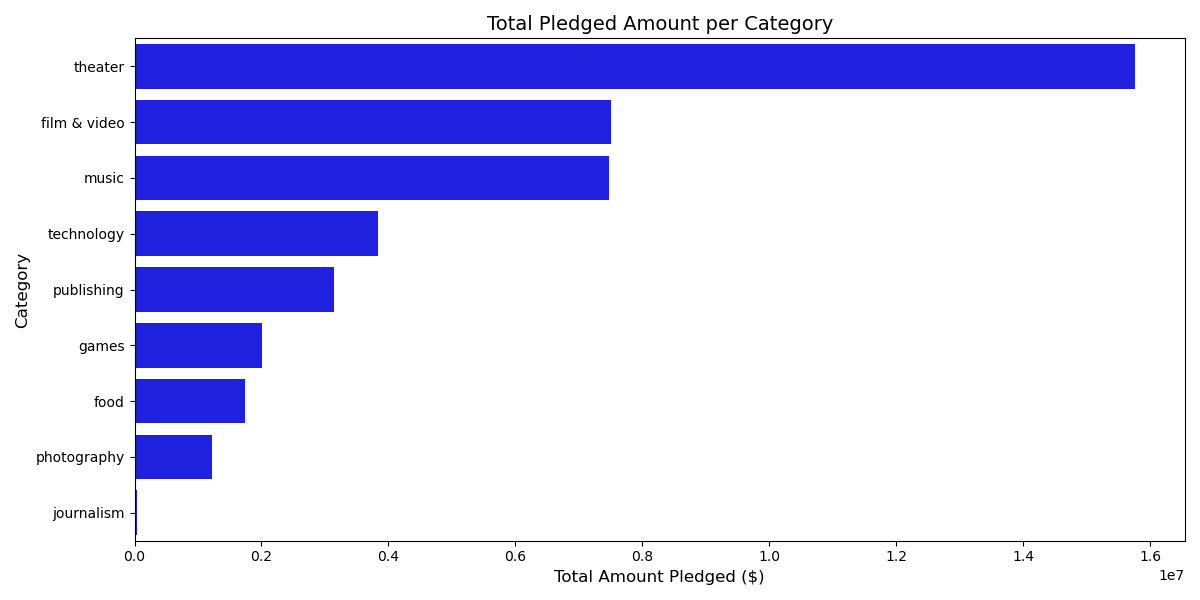 Total Pledged Amount per Category
Category
theater
film & video
music
technology
publishing
games
food
photography
journalism
0.0 0.2 0.4 0.6 0.8 1.0 1.2 1.4 1.6
1e7
Total Amount Pledged ($)